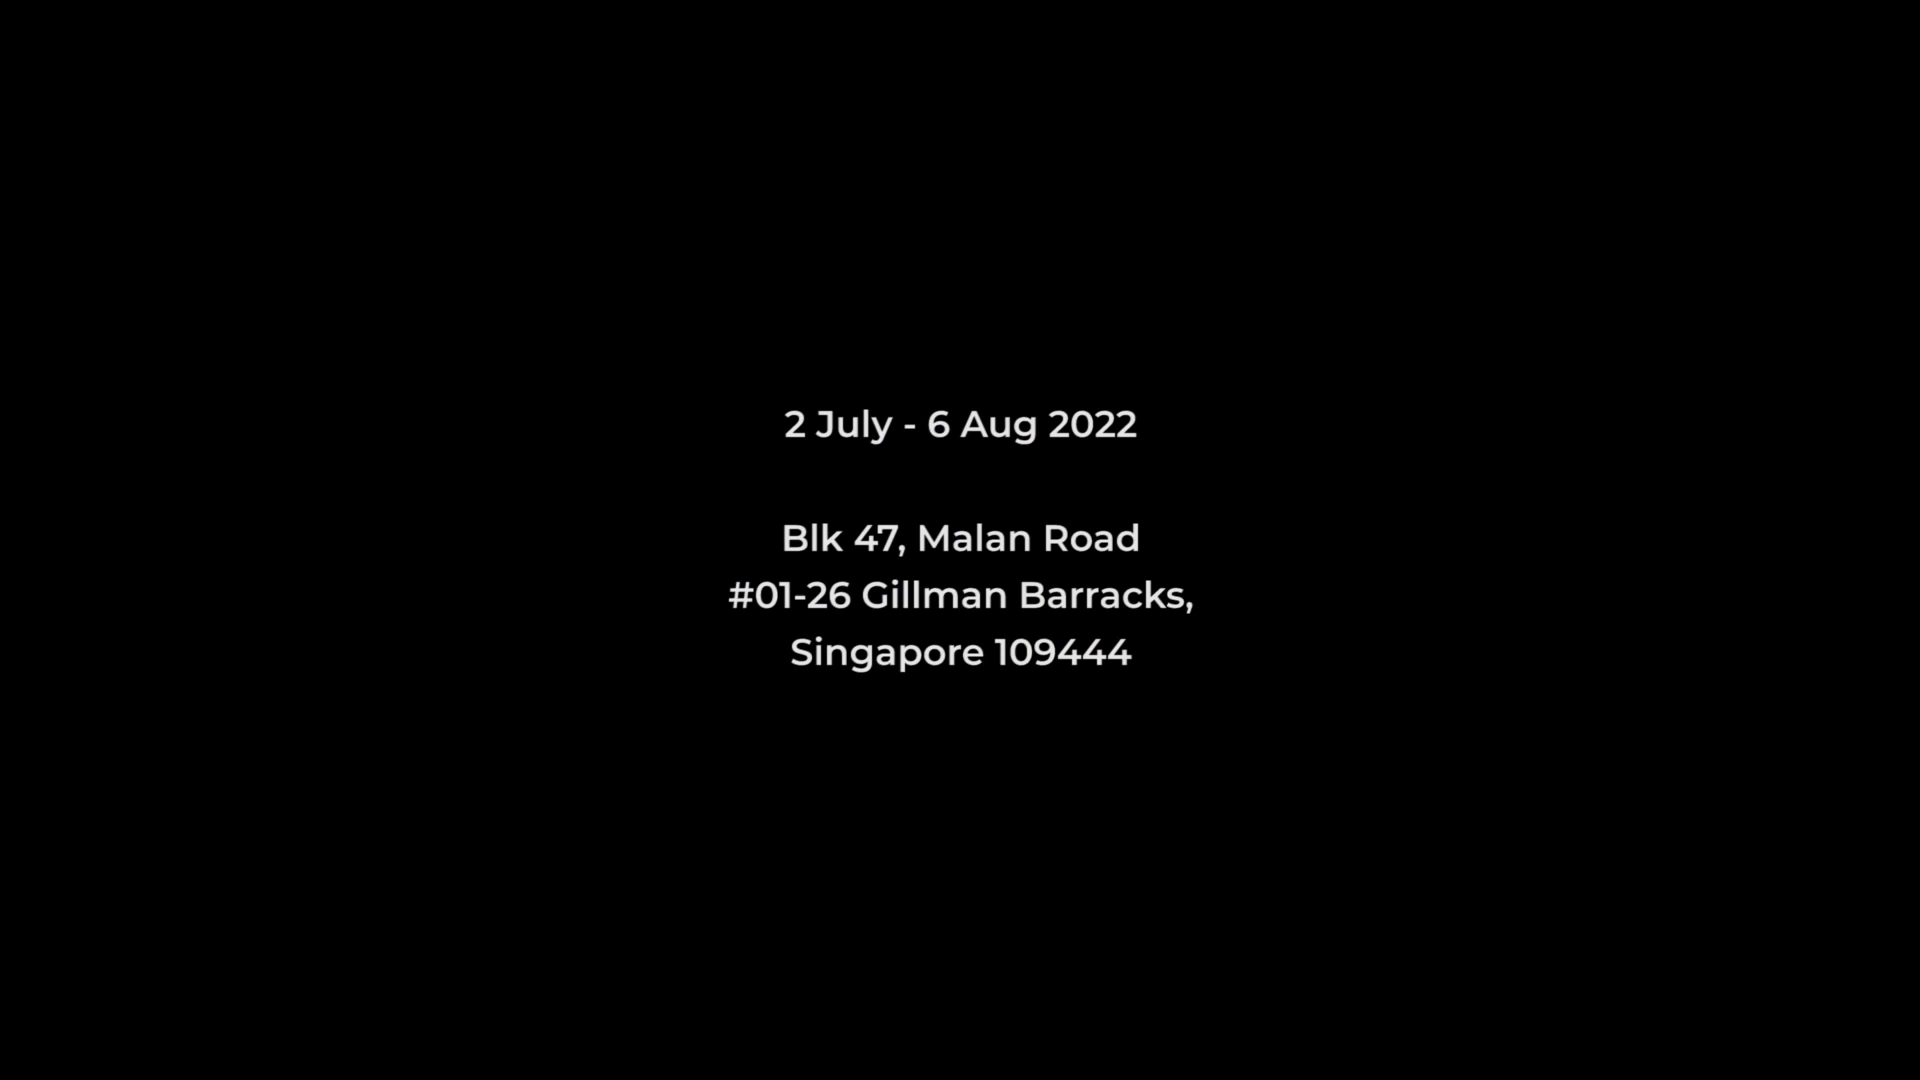 2 July - 6 Aug 2022
Blk 47, Malan Road
#01-26 Gillman Barracks,
Singapore 109444